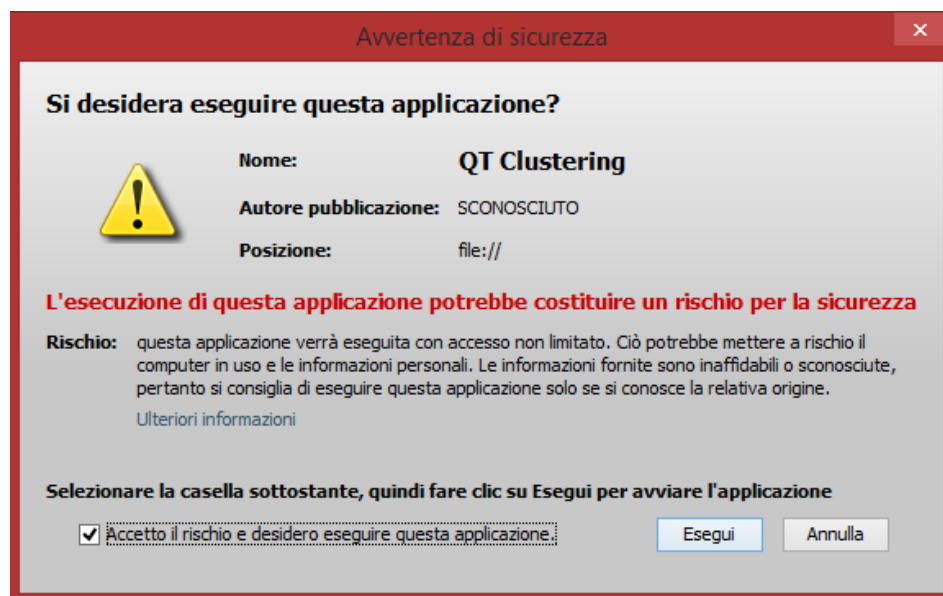 Avvertenza di sicurezza
Si desidera eseguire questa applicazione?
Nome: QT Clustering
Autore pubblicazione: SCONOSCIUTO
Posizione: file://
L'esecuzione di questa applicazione potrebbe costituire un rischio per la sicurezza
Rischio: questa applicazione verrà eseguita con accesso non limitato. Ciò potrebbe mettere a rischio il
computer in uso e le informazioni personali. Le informazioni fornite sono inaffidabili o sconosciute,
pertanto si consiglia di eseguire questa applicazione solo se si conosce la relativa origine.
Ulteriori informazioni
Selezionare la casella sottostante, quindi fare clic su Esegui per avviare l'applicazione
Accetto il rischio e desidero eseguire questa applicazione. Esegui Annulla